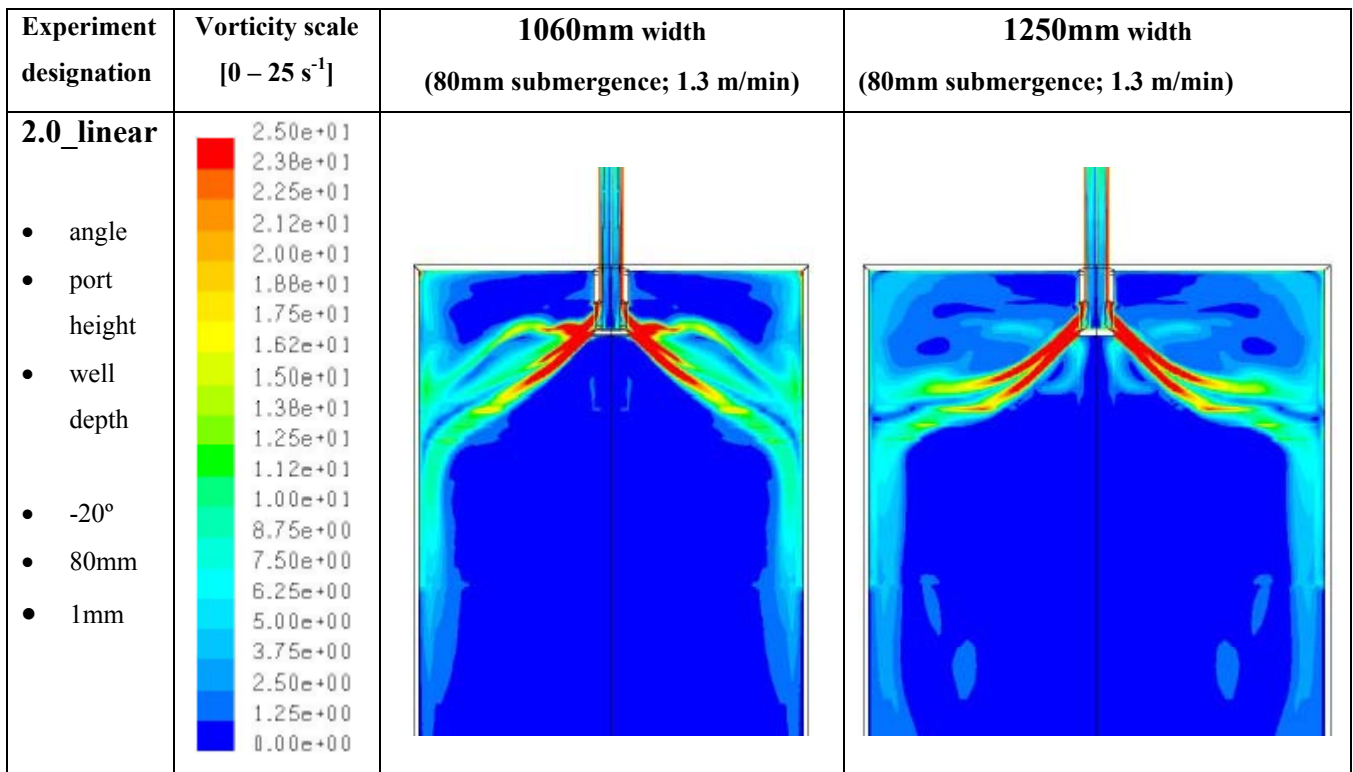 Experiment designation
Vorticity scale [0 – 25 s⁻¹]
1060mm width
(80mm submergence; 1.3 m/min)
1250mm width
(80mm submergence; 1.3 m/min)
2.0_linear
• angle
• port height
• well depth
• -20º
• 80mm
• 1mm
2.50e+01
2.38e+01
2.25e+01
2.12e+01
2.00e+01
1.88e+01
1.75e+01
1.62e+01
1.50e+01
1.38e+01
1.25e+01
1.12e+01
1.00e+01
8.75e+00
7.50e+00
6.25e+00
5.00e+00
3.75e+00
2.50e+00
1.25e+00
0.00e+00